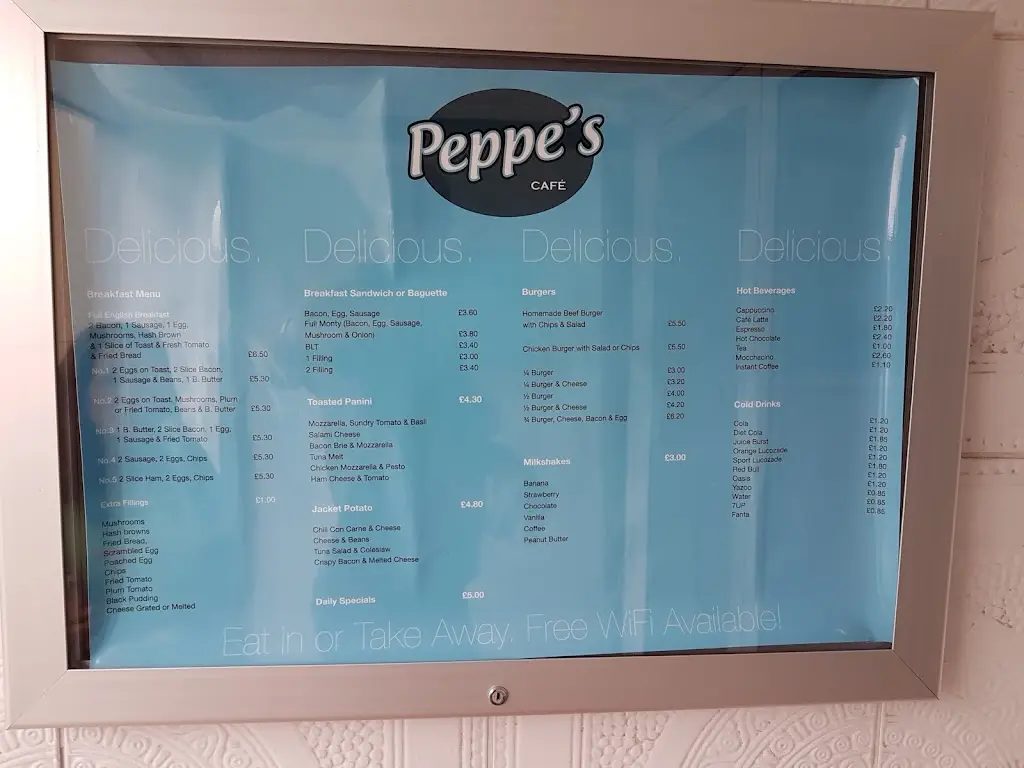 Peppe's
CAFÉ
Delicious.
Breakfast Menu
Full English Breakfast
2 Bacon, 1 Sausage, 1 Egg,
Mushrooms, Hash Brown
& 1 Slice of Toast & Fresh Tomato
& Fried Bread £6.50
No.1 2 Eggs on Toast, 2 Slice Bacon,
1 Sausage & Beans, 1 B. Butter £5.30
No.2 2 Eggs on Toast, Mushrooms, Plum
or Fried Tomato, Beans & B. Butter £5.30
No.3 1 B. Butter, 2 Slice Bacon, 1 Egg,
1 Sausage & Fried Tomato £5.30
No.4 2 Sausage, 2 Eggs, Chips £5.30
No.5 2 Slice Ham, 2 Eggs, Chips £5.30
Extra Fillings £1.00
Mushrooms
Hash browns
Fried Bread,
Scrambled Egg
Poached Egg
Chips
Fried Tomato
Plum Tomato
Black Pudding
Cheese Grated or Melted
Delicious.
Breakfast Sandwich or Baguette
Bacon, Egg, Sausage £3.60
Full Monty (Bacon, Egg, Sausage,
Mushroom & Onion) £3.80
BLT £3.40
1 Filling £3.00
2 Filling £3.40
Toasted Panini £4.30
Mozzarella, Sundry Tomato & Basil
Salami Cheese
Bacon Brie & Mozzarella
Tuna Melt
Chicken Mozzarella & Pesto
Ham Cheese & Tomato
Jacket Potato £4.80
Chili Con Carne & Cheese
Cheese & Beans
Tuna Salad & Coleslaw
Crispy Bacon & Melted Cheese
Daily Specials £5.00
Delicious.
Burgers
Homemade Beef Burger
with Chips & Salad £5.50
Chicken Burger with Salad or Chips £5.50
¼ Burger £3.00
¼ Burger & Cheese £3.20
½ Burger £4.00
½ Burger & Cheese £4.20
¾ Burger, Cheese, Bacon & Egg £6.20
Milkshakes £3.00
Banana
Strawberry
Chocolate
Vanilla
Coffee
Peanut Butter
Delicious.
Hot Beverages
Cappuccino £2.20
Café Latte £2.20
Espresso £1.80
Hot Chocolate £2.40
Tea £1.00
Mocchacino £2.60
Instant Coffee £1.10
Cold Drinks
Cola £1.20
Diet Cola £1.20
Juice Burst £1.85
Orange Lucozade £1.20
Sport Lucozade £1.20
Red Bull £1.80
Oasis £1.20
Yazoo £1.20
Water £0.85
7UP £0.85
Fanta £0.85
Eat in or Take Away. Free WiFi Available!